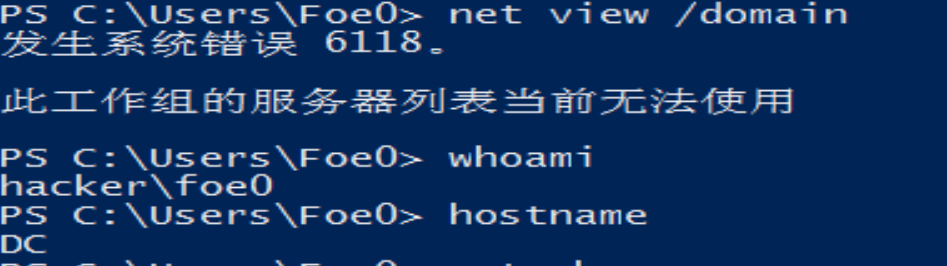 PS C:\Users\Foe0> net view /domain
发生系统错误 6118。
此工作组的服务器列表当前无法使用
PS C:\Users\Foe0> whoami
hacker\foe0
PS C:\Users\Foe0> hostname
DC